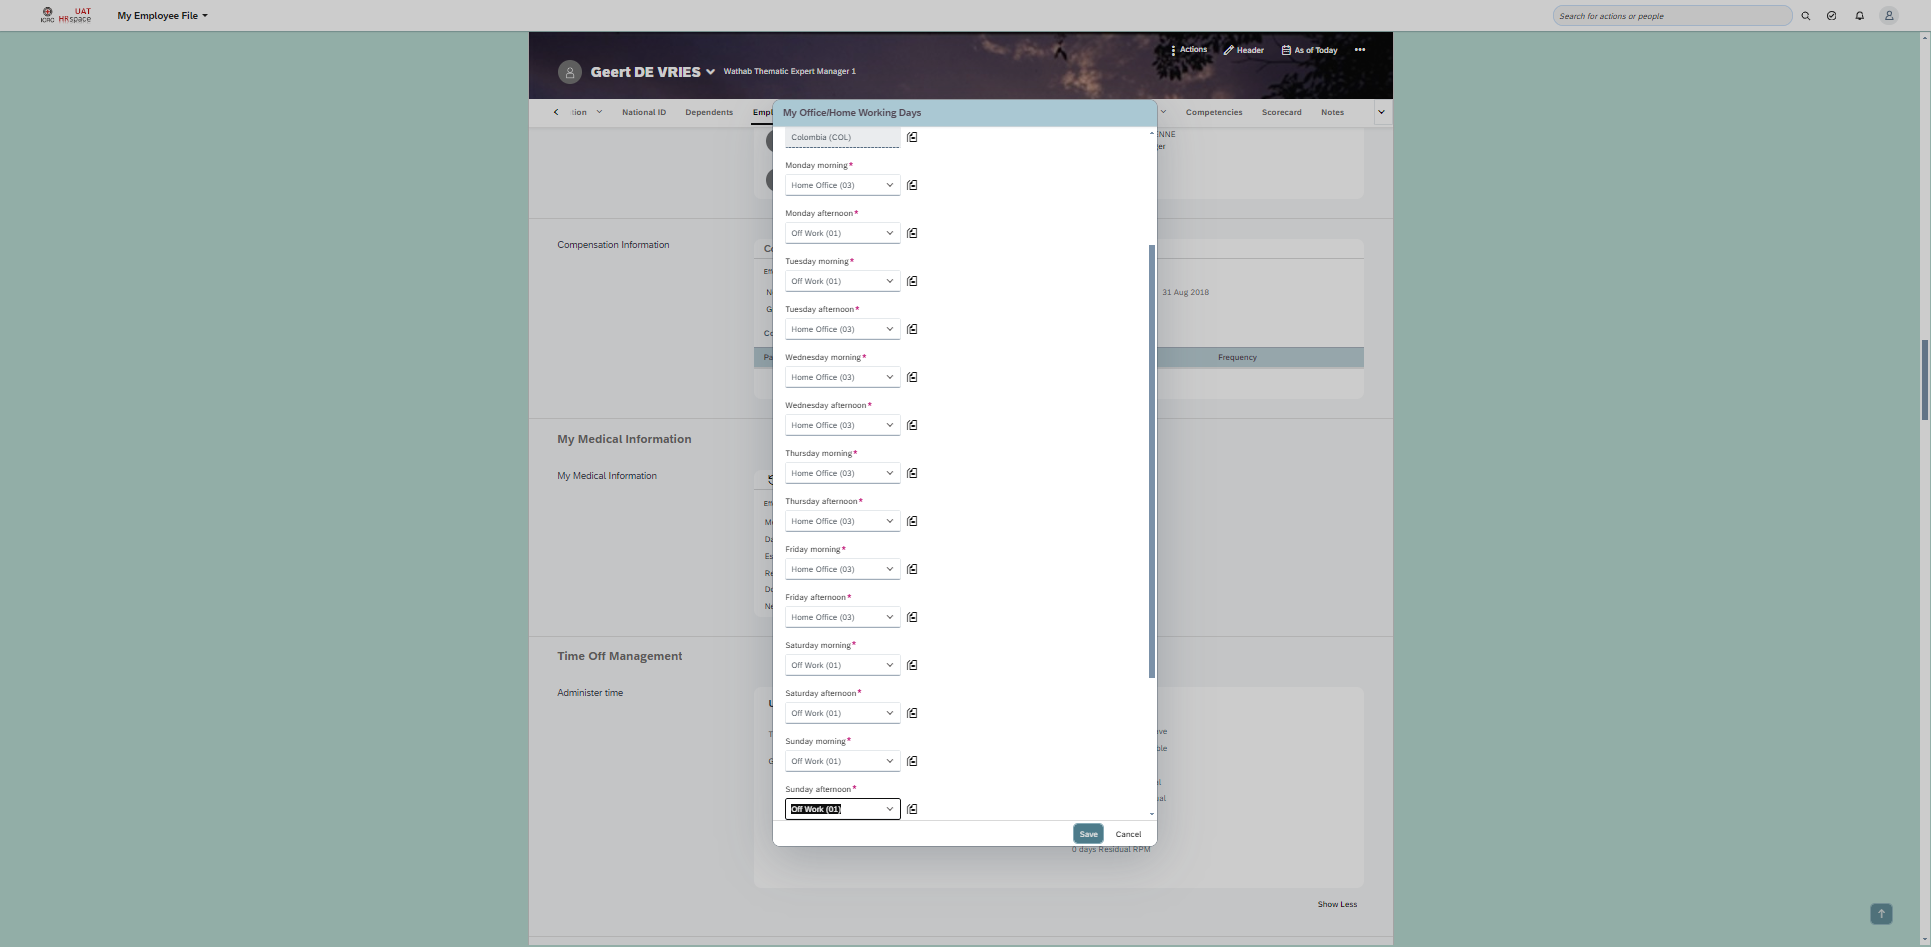 ICRC UAT HRspace My Employee File Search for actions or people
Actions Header As of Today
Geert DE VRIES Wathab Thematic Expert Manager 1
National ID Dependents Competencies Scorecard Notes
My Office/Home Working Days
Colombia (COL)
Monday morning*
Home Office (03)
Monday afternoon*
Off Work (01)
Tuesday morning*
Off Work (01)
Tuesday afternoon*
Home Office (03)
Wednesday morning*
Home Office (03)
Wednesday afternoon*
Home Office (03)
Thursday morning*
Home Office (03)
Thursday afternoon*
Home Office (03)
Friday morning*
Home Office (03)
Friday afternoon*
Home Office (03)
Saturday morning*
Off Work (01)
Saturday afternoon*
Off Work (01)
Sunday morning*
Off Work (01)
Sunday afternoon*
Off Work (01)
Save Cancel
Compensation Information
31 Aug 2018
Frequency
My Medical Information
My Medical Information
Time Off Management
Administer time
0 days Residual RPM
Show Less